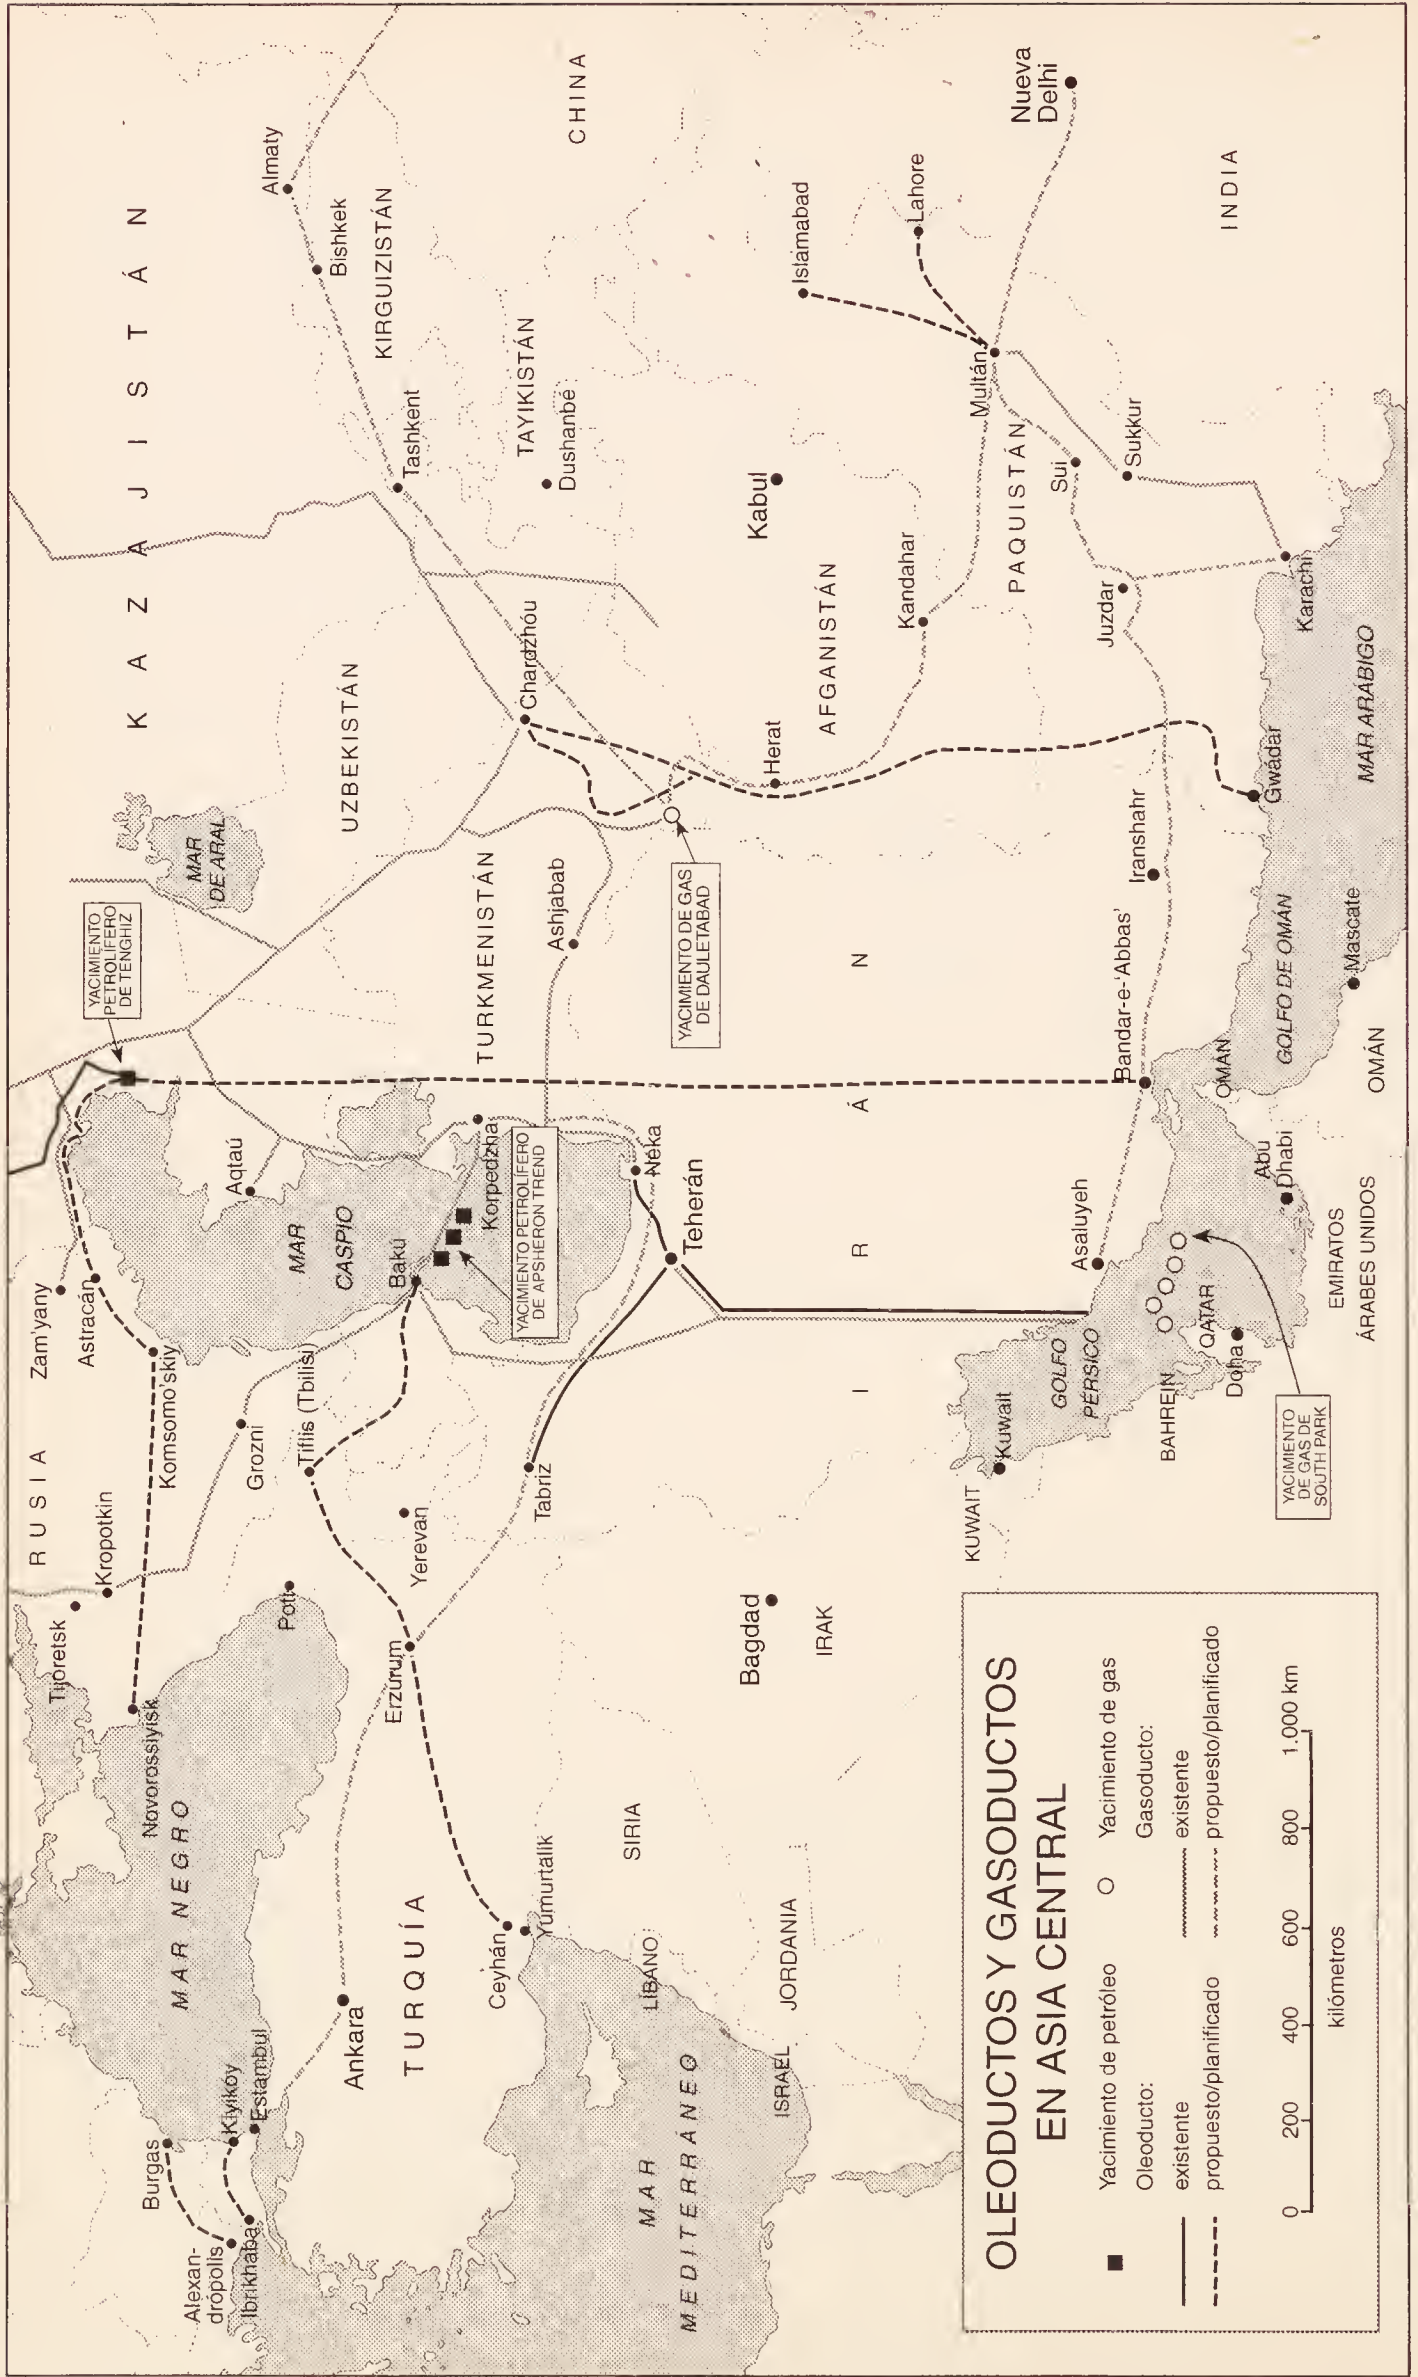 RUSIA
KAZAJISTÁN
Tijoretsk
Kropotkin
Zam'yany
Astracán
YACIMIENTO
PETROLÍFERO
DE TENGHIZ
Burgas
Alexan-
drópolis
Kiyikoy
Estambul
Ibrikhaba
MAR NEGRO
Novorossiyisk
Komsomo'skiy
Grozni
Poti
Tiflis (Tbilisi)
Aqtaú
MAR
CASPIO
MAR
DE ARAL
UZBEKISTÁN
Almaty
Bishkek
KIRGUIZISTÁN
Tashkent
CHINA
Ankara
TURQUÍA
Erzurum
Yerevan
Bakú
Korpedzha
YACIMIENTO PETROLÍFERO
DE APSHERON TREND
TURKMENISTÁN
Chardzhóu
TAYIKISTÁN
Dushanbé
Ceyhán
Yumurtalik
Tabriz
Neka
Teherán
Ashjabab
YACIMIENTO DE GAS
DE DAULETABAD
MAR
MEDITERRÁNEO
LÍBANO
SIRIA
ISRAEL
JORDANIA
Bagdad
IRAK
IRÁN
Herat
AFGANISTÁN
Kabul
Kandahar
Islamabad
Lahore
Multán
PAQUISTÁN
Nueva
Delhi
INDIA
Sui
Sukkur
Juzdar
Karachi
KUWAIT
Kuwait
GOLFO
PÉRSICO
Asaluyeh
Bandar-e-'Abbas'
Iranshahr
Gwádar
BAHREIN
QATAR
Doha
Abu
Dhabi
OMÁN
GOLFO DE OMÁN
Mascate
MAR ARÁBIGO
YACIMIENTO
DE GAS DE
SOUTH PARK
EMIRATOS
ÁRABES UNIDOS
OMÁN
OLEODUCTOS Y GASODUCTOS
EN ASIA CENTRAL
Yacimiento de petróleo
Oleoducto:
existente
propuesto/planificado
Yacimiento de gas
Gasoducto:
existente
propuesto/planificado
0 200 400 600 800 1.000 km
kilómetros